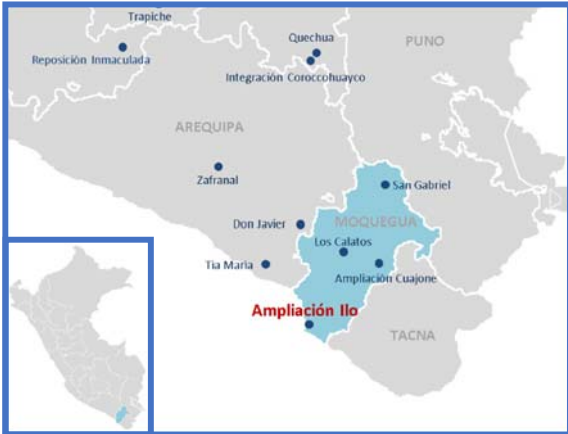 Trapiche
Quechua
PUNO
Reposición Inmaculada
Integración Coroccohuayco
AREQUIPA
Zafranal
San Gabriel
Don Javier
MOQUEGUA
Los Calatos
Tia Maria
Ampliación Cuajone
Ampliación Ilo
TACNA